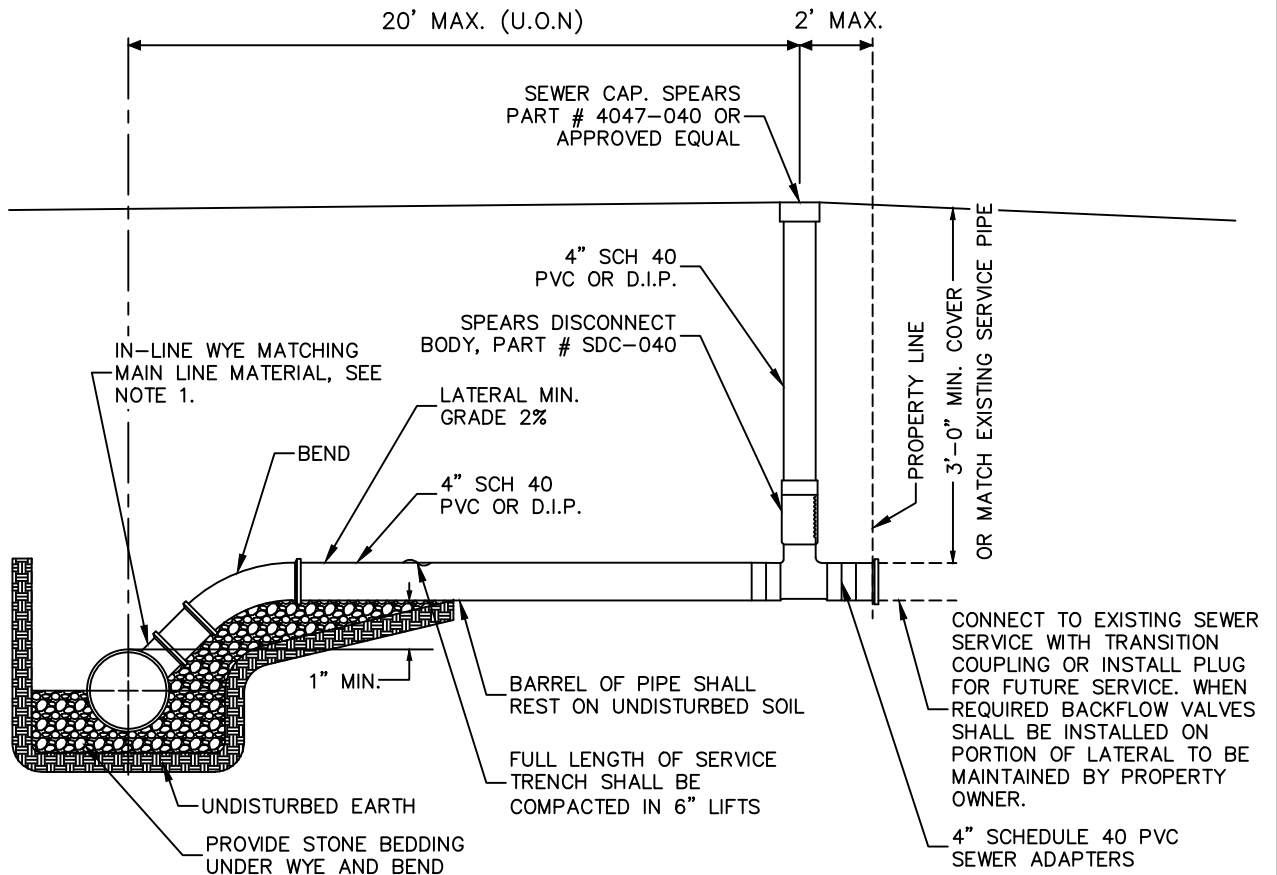 20' MAX. (U.O.N)
2' MAX.
SEWER CAP. SPEARS
PART # 4047-040 OR
APPROVED EQUAL
4" SCH 40
PVC OR D.I.P.
SPEARS DISCONNECT
BODY, PART # SDC-040
IN-LINE WYE MATCHING
MAIN LINE MATERIAL, SEE
NOTE 1.
LATERAL MIN.
GRADE 2%
BEND
4" SCH 40
PVC OR D.I.P.
PROPERTY LINE
3'-0" MIN. COVER
OR MATCH EXISTING SERVICE PIPE
1" MIN.
BARREL OF PIPE SHALL
REST ON UNDISTURBED SOIL
FULL LENGTH OF SERVICE
TRENCH SHALL BE
COMPACTED IN 6" LIFTS
UNDISTURBED EARTH
PROVIDE STONE BEDDING
UNDER WYE AND BEND
CONNECT TO EXISTING SEWER
SERVICE WITH TRANSITION
COUPLING OR INSTALL PLUG
FOR FUTURE SERVICE. WHEN
REQUIRED BACKFLOW VALVES
SHALL BE INSTALLED ON
PORTION OF LATERAL TO BE
MAINTAINED BY PROPERTY
OWNER.
4" SCHEDULE 40 PVC
SEWER ADAPTERS